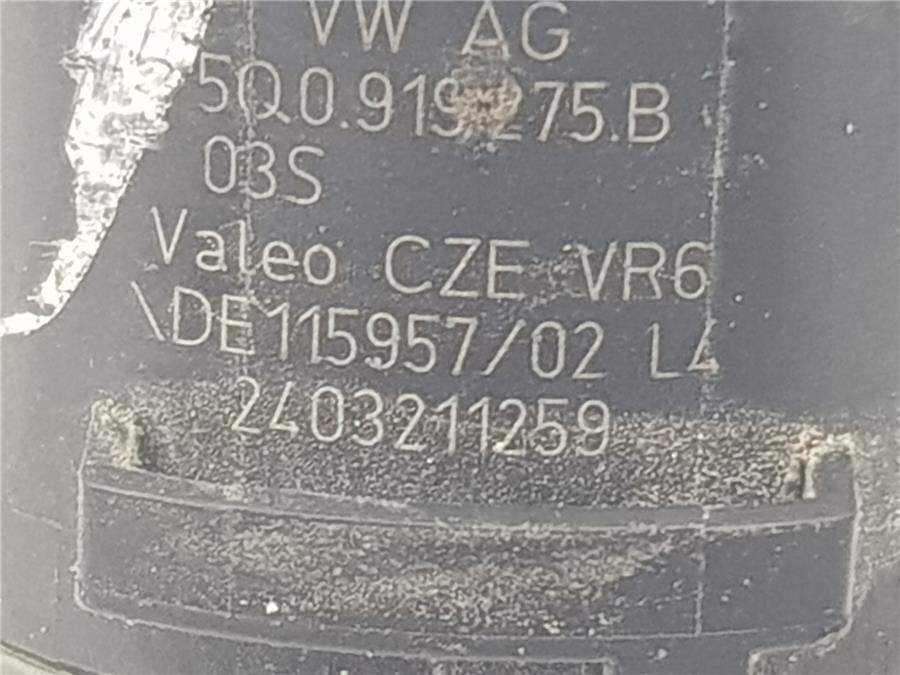 VW AG
5Q0.919.275.B
03S
Valeo CZE VR6
\DE115957/02 L4
2403211259